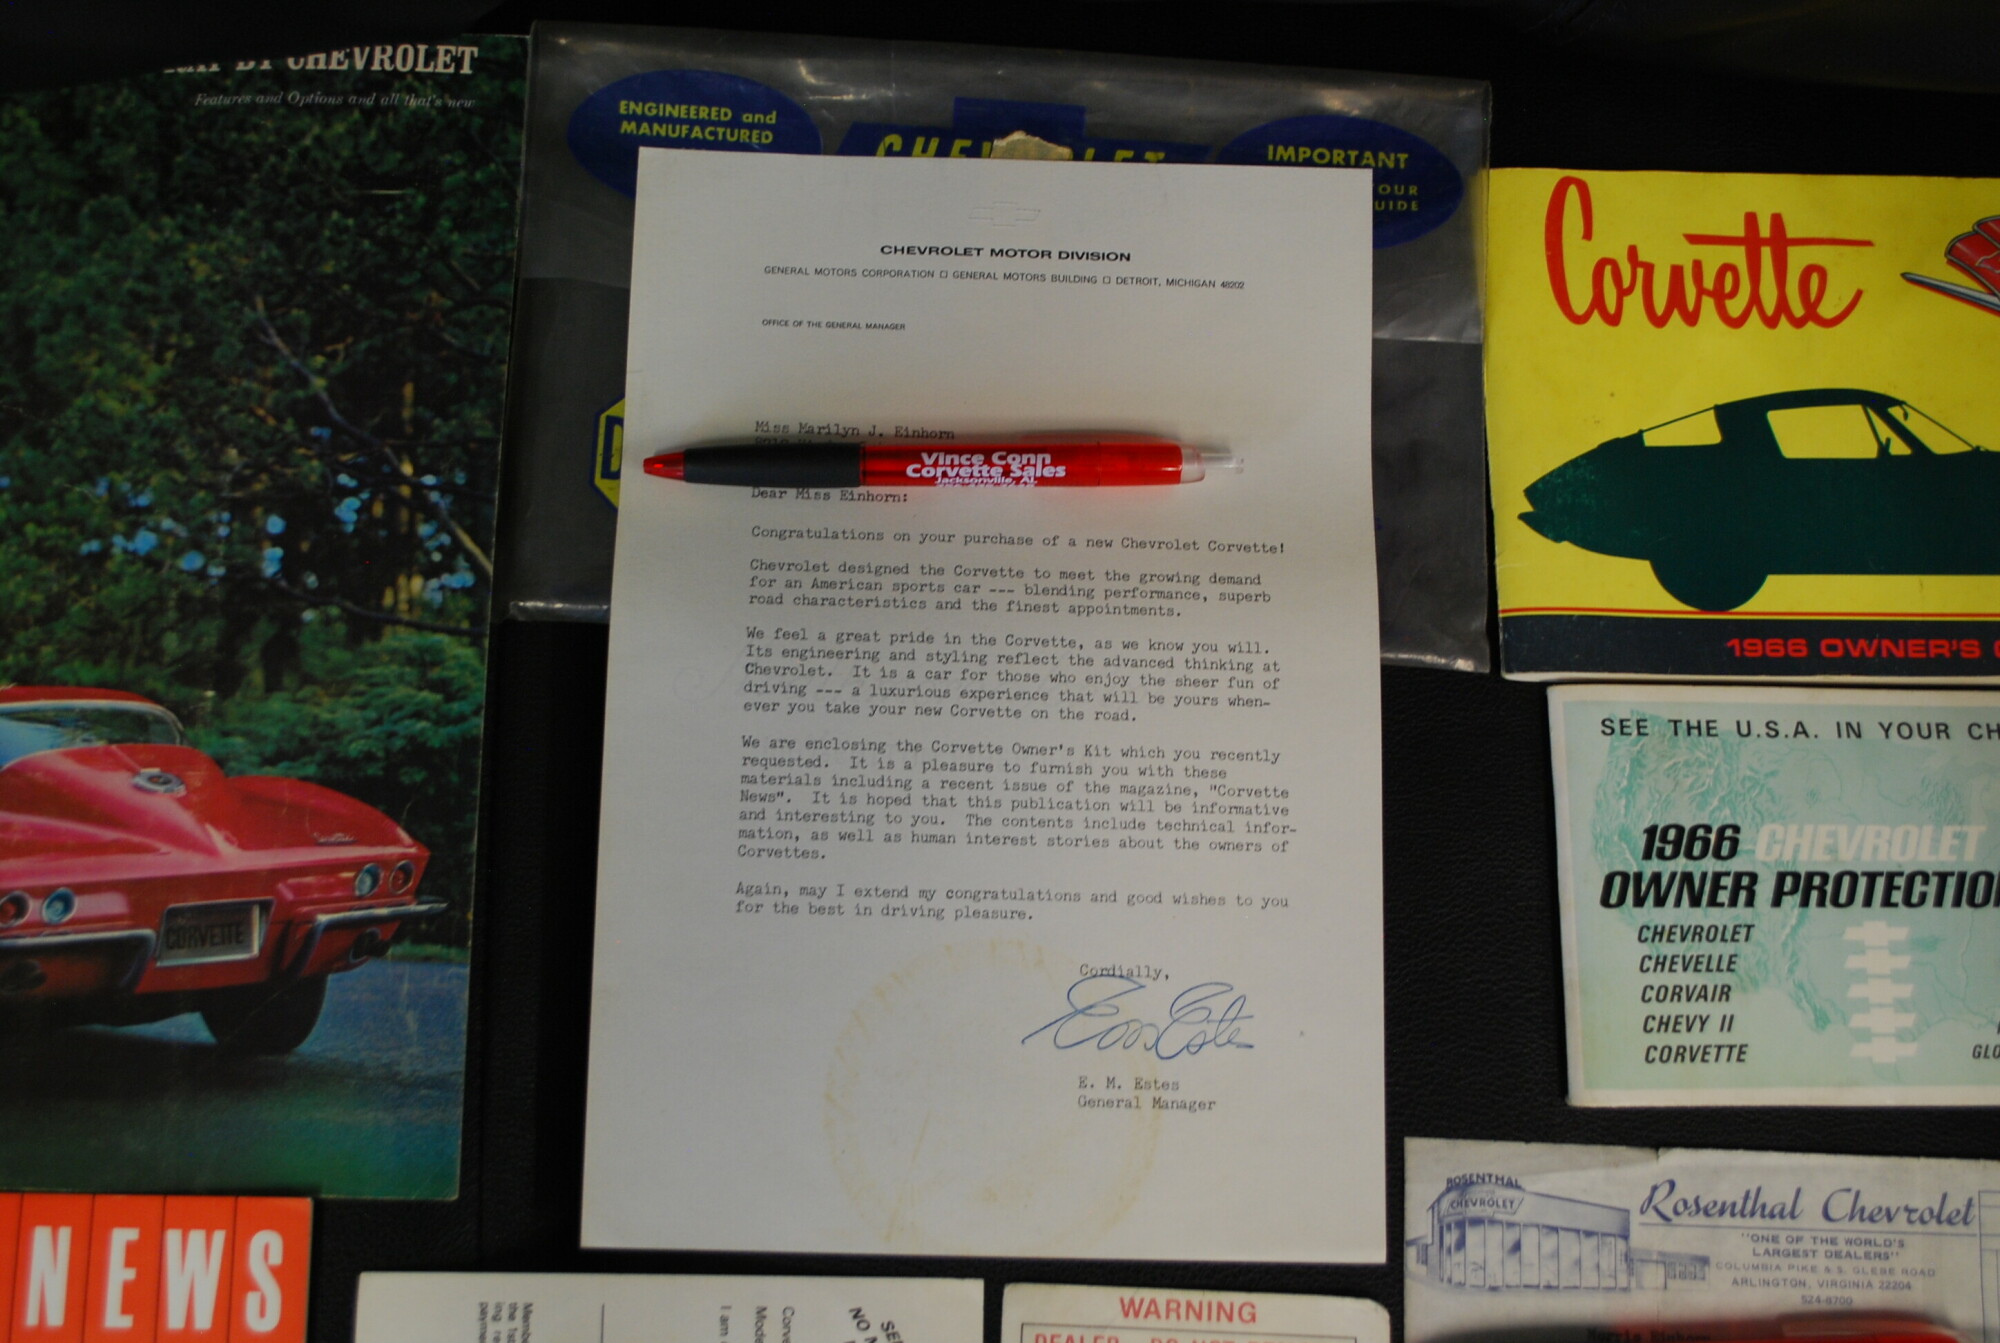 BY CHEVROLET
Features and Options and all that's new
CORVETTE
NEWS
ENGINEERED and
MANUFACTURED
CHEVROLET
IMPORTANT
CHEVROLET MOTOR DIVISION
GENERAL MOTORS CORPORATION □ GENERAL MOTORS BUILDING □ DETROIT, MICHIGAN 48202
OFFICE OF THE GENERAL MANAGER
Miss Marilyn J. Einhorn
Vince Conn
Corvette Sales
Jacksonville, AL
Dear Miss Einhorn:
Congratulations on your purchase of a new Chevrolet Corvette!
Chevrolet designed the Corvette to meet the growing demand
for an American sports car --- blending performance, superb
road characteristics and the finest appointments.
We feel a great pride in the Corvette, as we know you will.
Its engineering and styling reflect the advanced thinking at
Chevrolet. It is a car for those who enjoy the sheer fun of
driving --- a luxurious experience that will be yours when-
ever you take your new Corvette on the road.
We are enclosing the Corvette Owner's Kit which you recently
requested. It is a pleasure to furnish you with these
materials including a recent issue of the magazine, "Corvette
News". It is hoped that this publication will be informative
and interesting to you. The contents include technical infor-
mation, as well as human interest stories about the owners of
Corvettes.
Again, may I extend my congratulations and good wishes to you
for the best in driving pleasure.
Cordially,
E. M. Estes
General Manager
Corvette
1966 OWNER'S
SEE THE U.S.A. IN YOUR
1966 CHEVROLET
OWNER
CHEVROLET
CHEVELLE
CORVAIR
CHEVY II
CORVETTE
ROSENTHAL
CHEVROLET
Rosenthal Chevrolet
"ONE OF THE WORLD'S
LARGEST DEALERS"
COLUMBIA PIKE & S. GLEBE ROAD
ARLINGTON, VIRGINIA 22204
524-8700
I am
WARNING